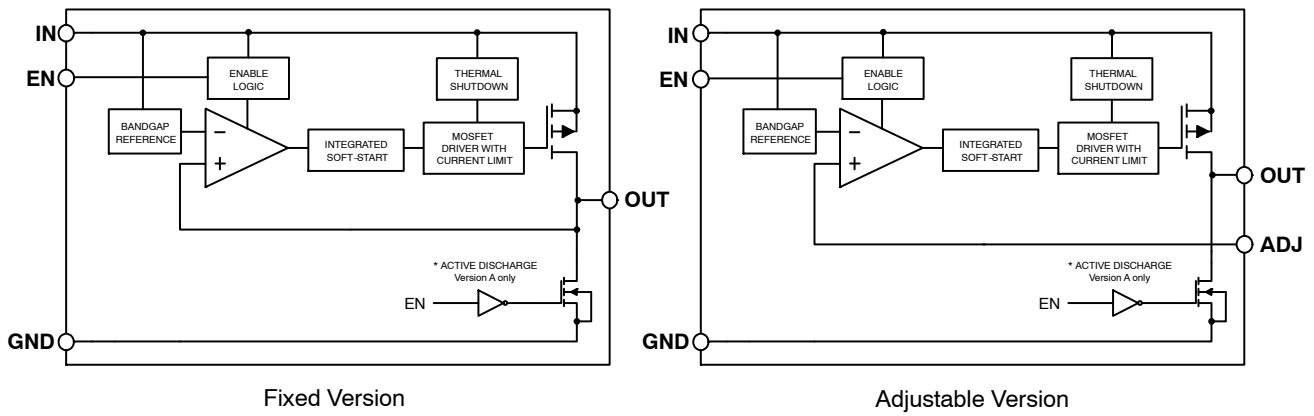 IN
EN
ENABLE
LOGIC
THERMAL
SHUTDOWN
BANDGAP
REFERENCE
−
+
INTEGRATED
SOFT-START
MOSFET
DRIVER WITH
CURRENT LIMIT
OUT
* ACTIVE DISCHARGE
Version A only
EN
GND
Fixed Version
IN
EN
ENABLE
LOGIC
THERMAL
SHUTDOWN
BANDGAP
REFERENCE
−
+
INTEGRATED
SOFT-START
MOSFET
DRIVER WITH
CURRENT LIMIT
OUT
ADJ
* ACTIVE DISCHARGE
Version A only
EN
GND
Adjustable Version